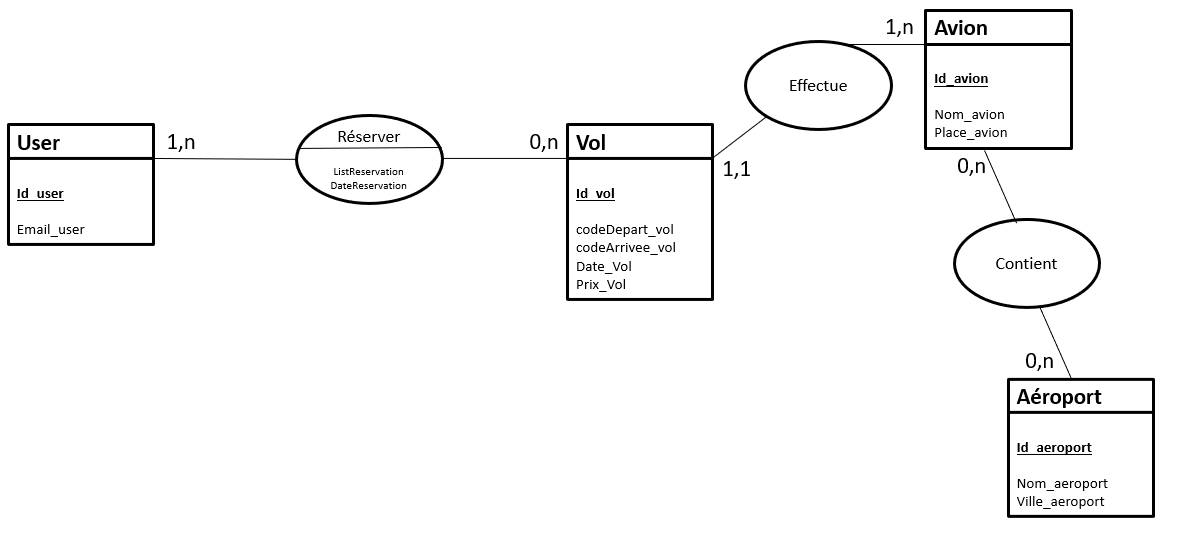 User
Id_user
Email_user
1,n
Réserver
ListReservation
DateReservation
0,n
Vol
Id_vol
codeDepart_vol
codeArrivee_vol
Date_Vol
Prix_Vol
1,1
Effectue
1,n
Avion
Id_avion
Nom_avion
Place_avion
0,n
Contient
0,n
Aéroport
Id_aeroport
Nom_aeroport
Ville_aeroport